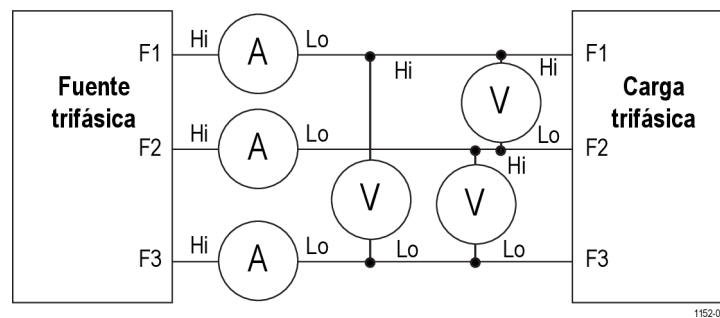 F1 Hi A Lo Hi Hi F1
Fuente trifásica
V
Carga trifásica
F2 Hi A Lo Hi Lo F2
V V
F3 Hi A Lo Lo Lo F3